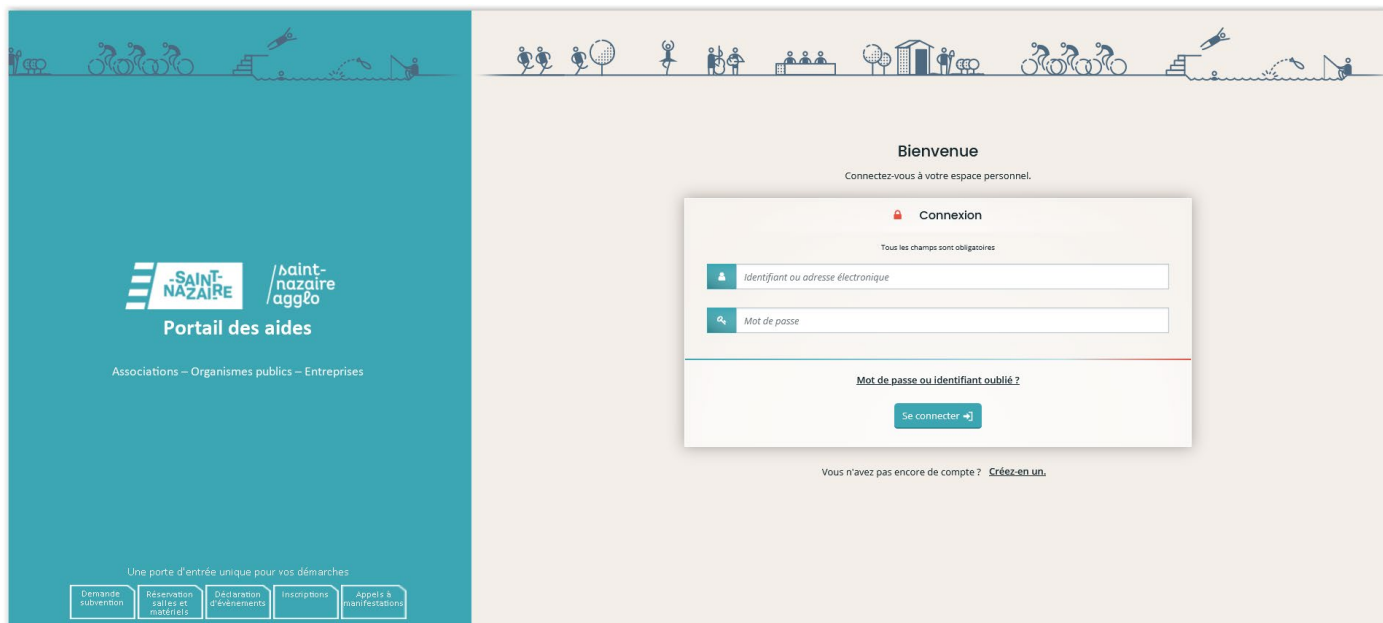 -SAINT-
NAZAIRE
/saint-
nazaire
/agglo
Portail des aides
Associations – Organismes publics – Entreprises
Une porte d'entrée unique pour vos démarches
Demande
subvention
Réservation
salles et
matériels
Déclaration
d'évènements
Inscriptions
Appels à
manifestations
Bienvenue
Connectez-vous à votre espace personnel.
Connexion
Tous les champs sont obligatoires
Identifiant ou adresse électronique
Mot de passe
Mot de passe ou identifiant oublié ?
Se connecter
Vous n'avez pas encore de compte ? Créez-en un.